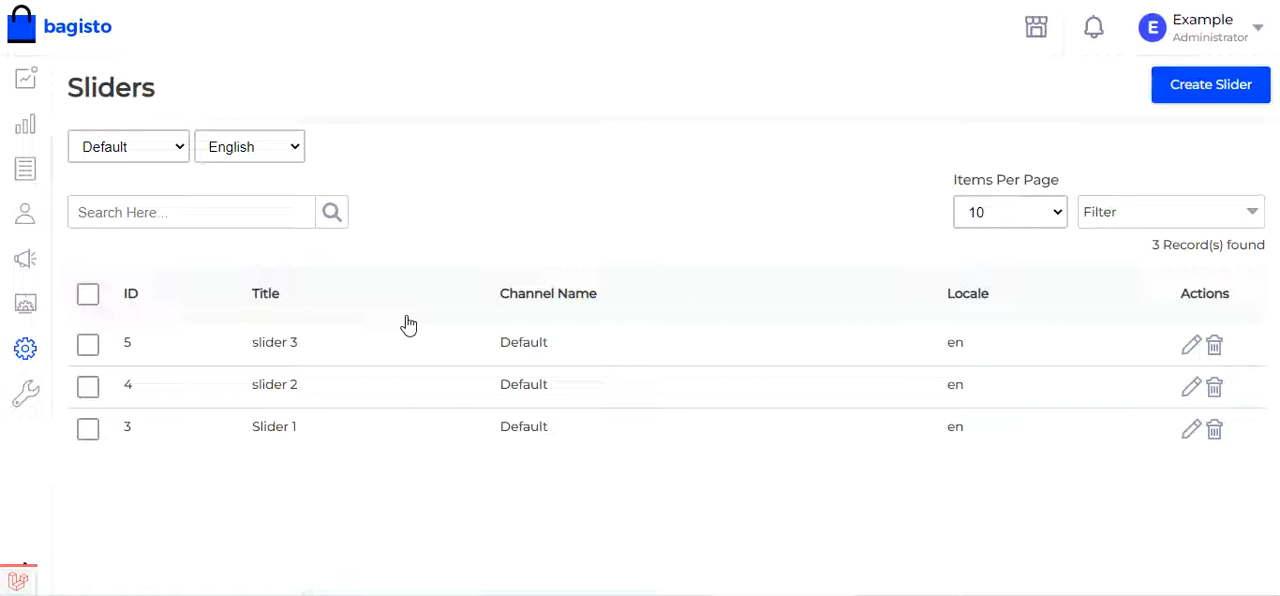 bagisto
E
Example
Administrator
Sliders
Create Slider
Default
English
Items Per Page
Search Here...
10
Filter
3 Record(s) found
ID Title Channel Name Locale Actions
5 slider 3 Default en
4 slider 2 Default en
3 Slider 1 Default en